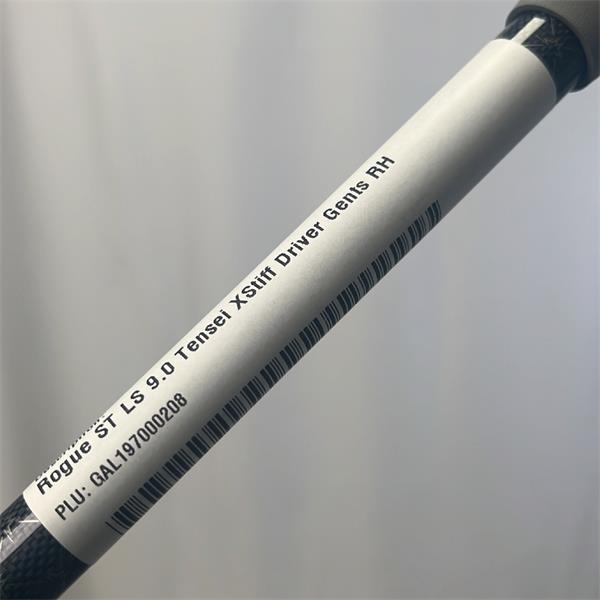 Rogue ST LS 9.0 Tensei XStiff Driver Gents RH
PLU: GAL197000208